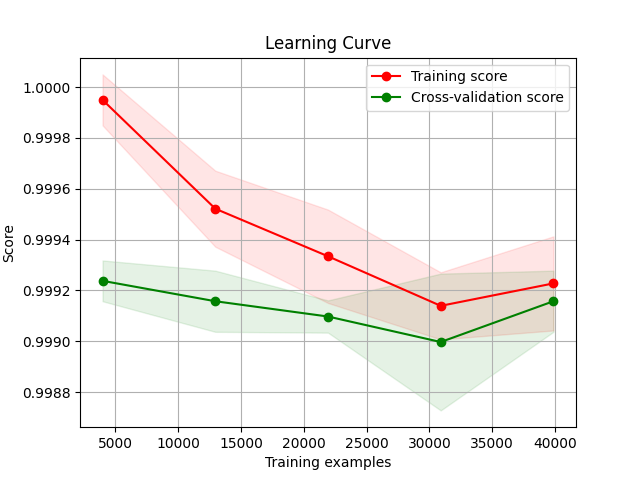 Learning Curve
Training score
Cross-validation score
1.0000
0.9998
0.9996
0.9994
0.9992
0.9990
0.9988
Score
5000 10000 15000 20000 25000 30000 35000 40000
Training examples